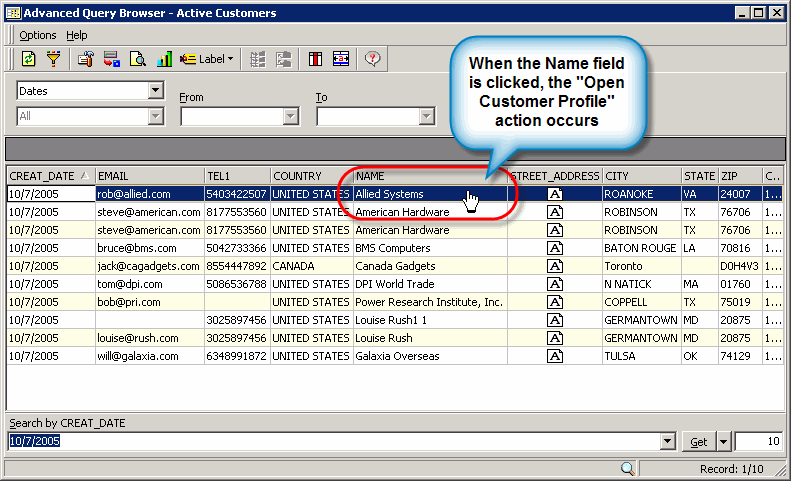 Advanced Query Browser - Active Customers
Options Help
Label
When the Name field
is clicked, the "Open
Customer Profile"
action occurs
Dates
From To
All
CREAT_DATE EMAIL TEL1 COUNTRY NAME STREET_ADDRESS CITY STATE ZIP C...
10/7/2005 rob@allied.com 5403422507 UNITED STATES Allied Systems A ROANOKE VA 24007 1...
10/7/2005 steve@american.com 8177553560 UNITED STATES American Hardware A ROBINSON TX 76706 1...
10/7/2005 steve@american.com 8177553560 UNITED STATES American Hardware A ROBINSON TX 76706 1...
10/7/2005 bruce@bms.com 5042733366 UNITED STATES BMS Computers A BATON ROUGE LA 70816 1...
10/7/2005 jack@cagadgets.com 8554447892 CANADA Canada Gadgets A Toronto D0H4V3 1...
10/7/2005 tom@dpi.com 5086536788 UNITED STATES DPI World Trade A N NATICK MA 01760 1...
10/7/2005 bob@pri.com UNITED STATES Power Research Institute, Inc. A COPPELL TX 75019 1...
10/7/2005 3025897456 UNITED STATES Louise Rush1 1 A GERMANTOWN MD 20875 1...
10/7/2005 louise@rush.com 3025897456 UNITED STATES Louise Rush A GERMANTOWN MD 20875 1...
10/7/2005 will@galaxia.com 6348991872 UNITED STATES Galaxia Overseas A TULSA OK 74129 1...
Search by CREAT_DATE
10/7/2005 Get 10
Record: 1/10